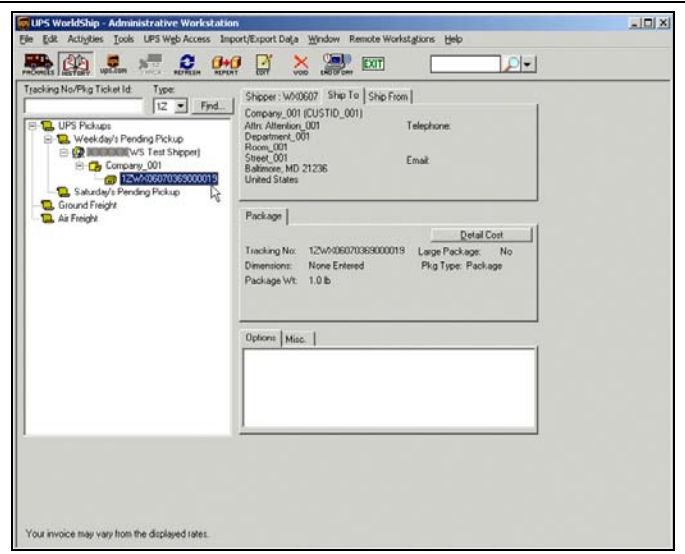 UPS WorldShip - Administrative Workstation
File Edit Activities Tools UPS Web Access Import/Export Data Window Remote Workstations Help
PACKAGES HISTORY ups.com TRACK REFRESH REPEAT EDIT VOID END OF DAY EXIT
Tracking No/Pkg Ticket Id: Type:
1Z Find...
UPS Pickups
Weekday's Pending Pickup
(WS Test Shipper)
Company_001
1ZWX06070369000019
Saturday's Pending Pickup
Ground Freight
Air Freight
Shipper : WX0607 Ship To Ship From
Company_001 (CUSTID_001)
Attn: Attention_001 Telephone:
Department_001
Room_001
Street_001 Email:
Baltimore, MD 21236
United States
Package
Detail Cost
Tracking No: 1ZWX06070369000019 Large Package: No
Dimensions: None Entered Pkg Type: Package
Package Wt: 1.0 lb
Options Misc.
Your invoice may vary from the displayed rates.